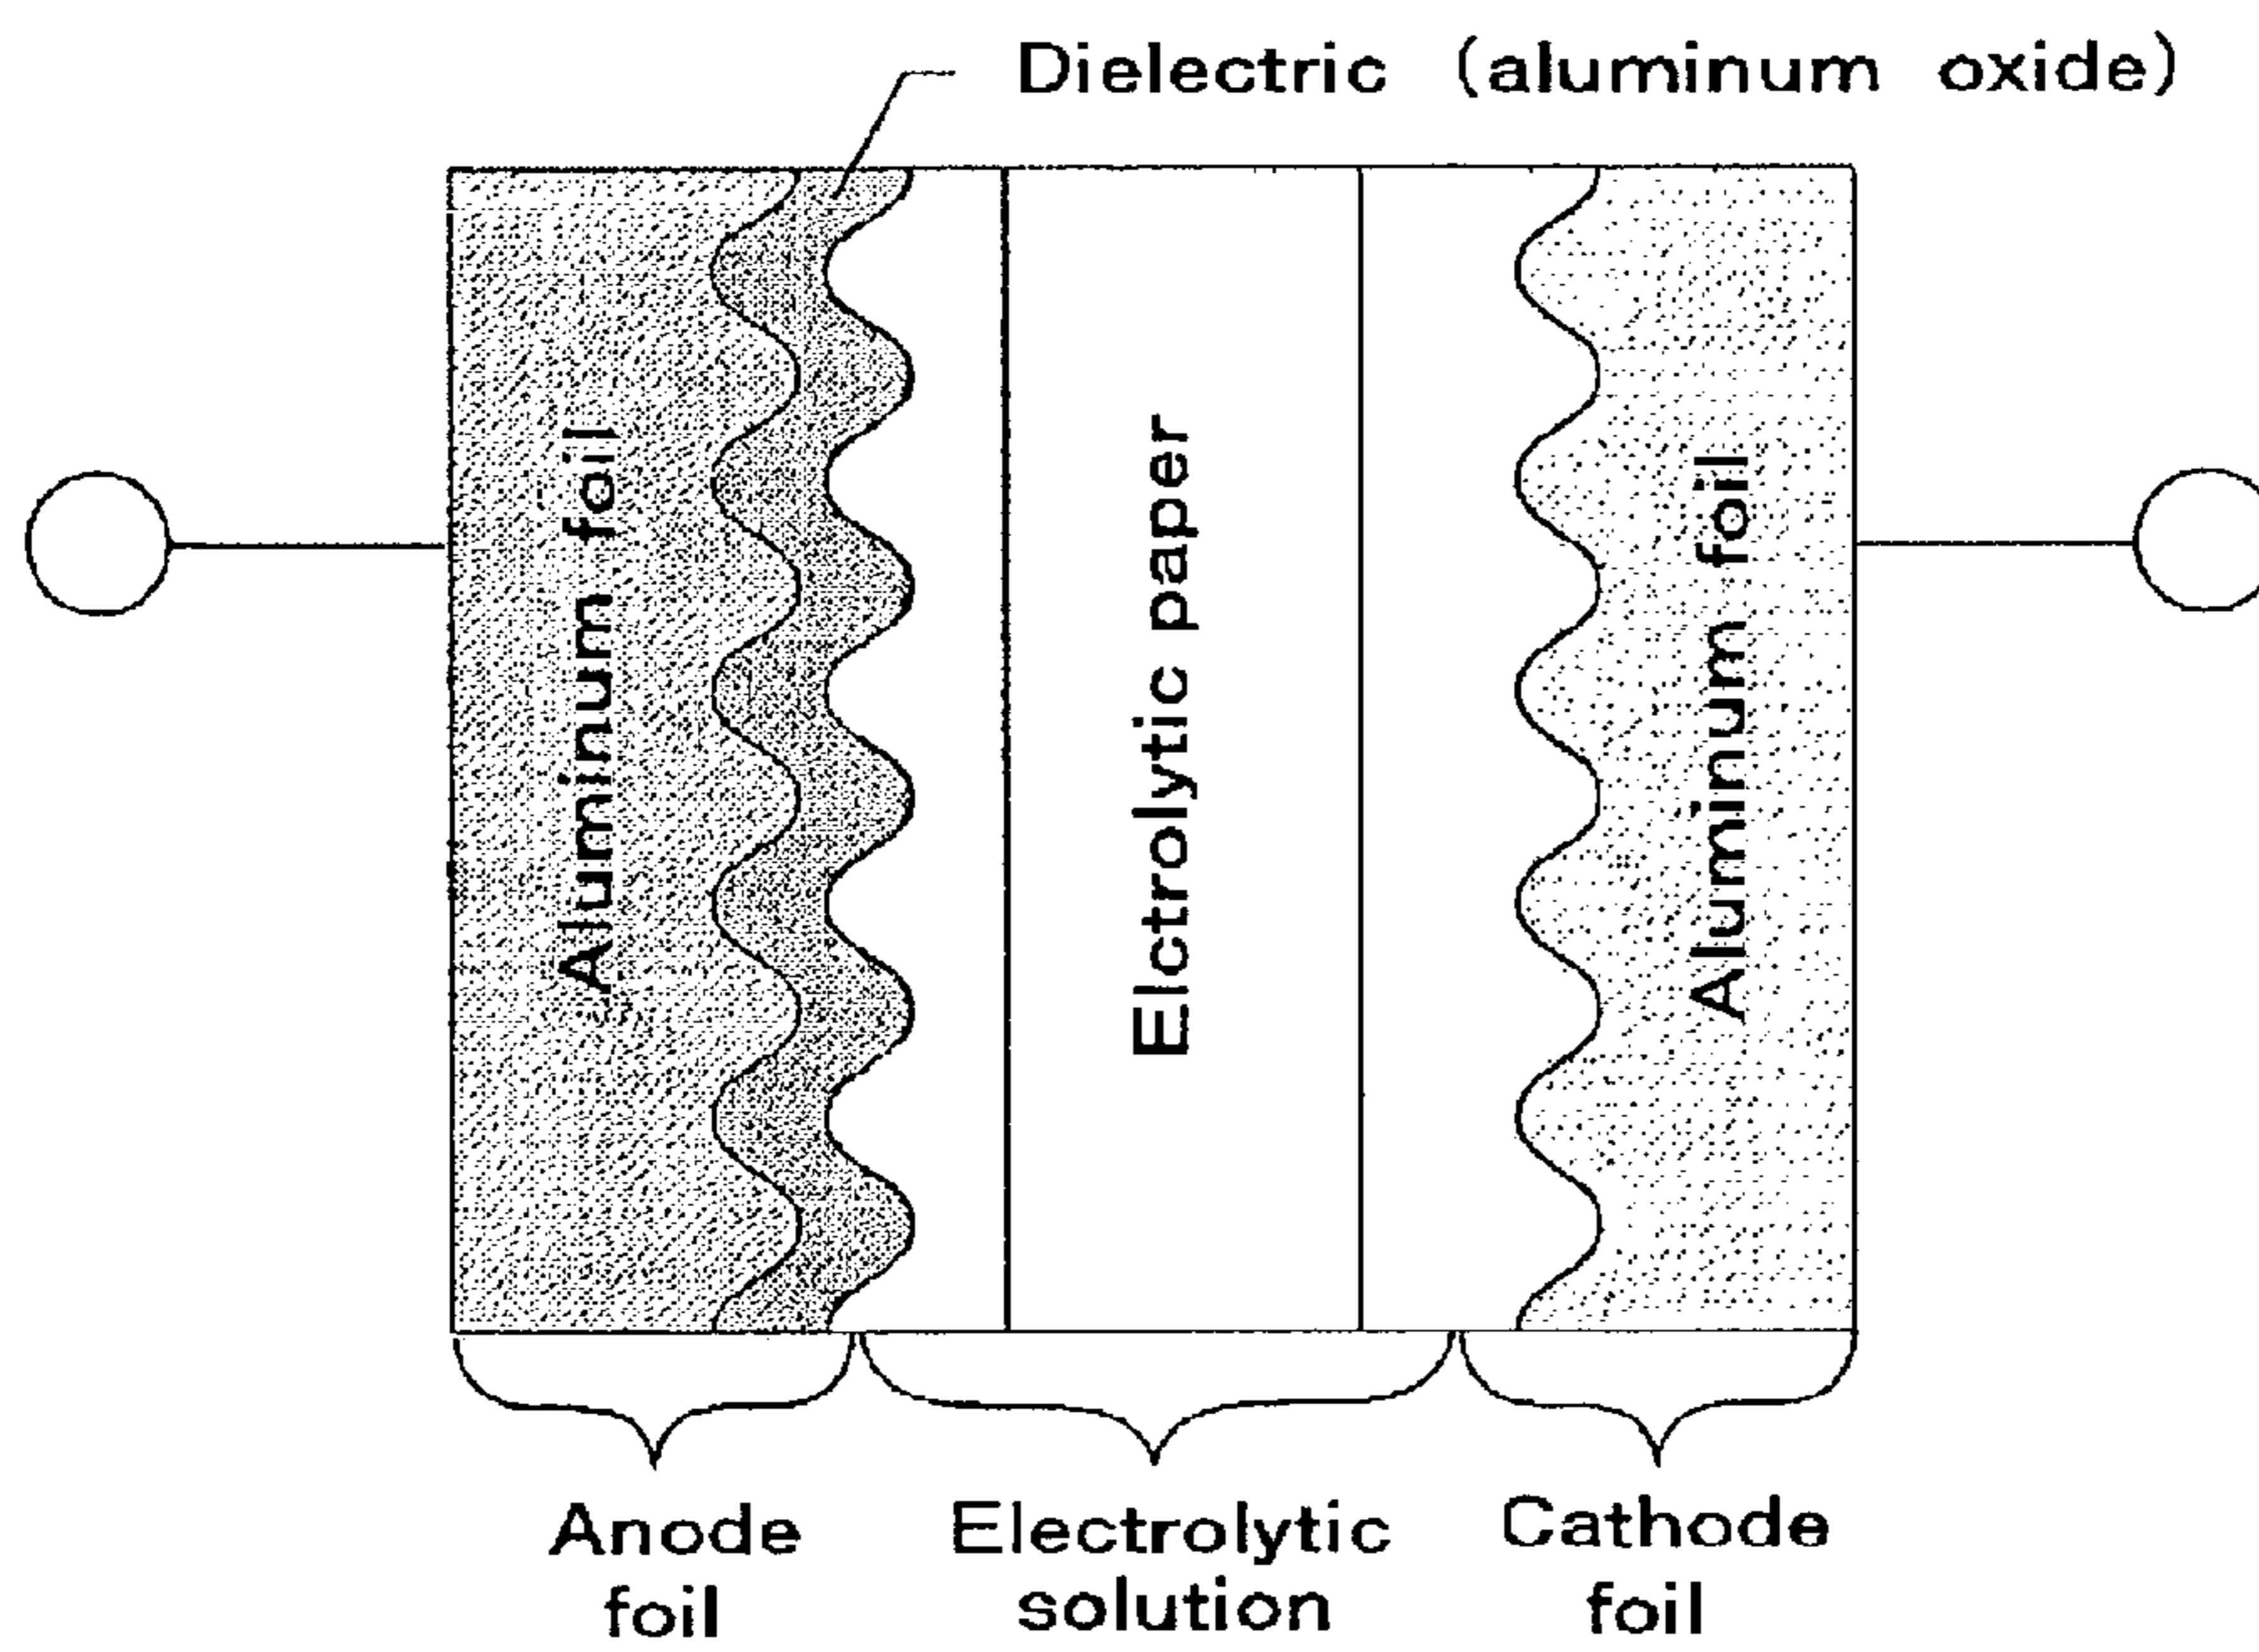 Dielectric (aluminum oxide)
Aluminum foil
Elctrolytic paper
Aluminum foil
Anode
foil
Electrolytic
solution
Cathode
foil